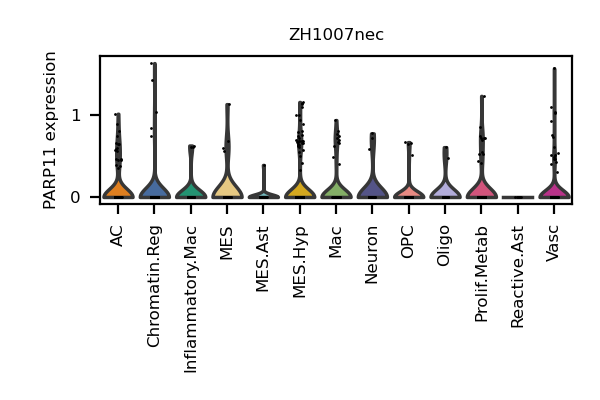 ZH1007nec
PARP11 expression
1
0
AC
Chromatin.Reg
Inflammatory.Mac
MES
MES.Ast
MES.Hyp
Mac
Neuron
OPC
Oligo
Prolif.Metab
Reactive.Ast
Vasc